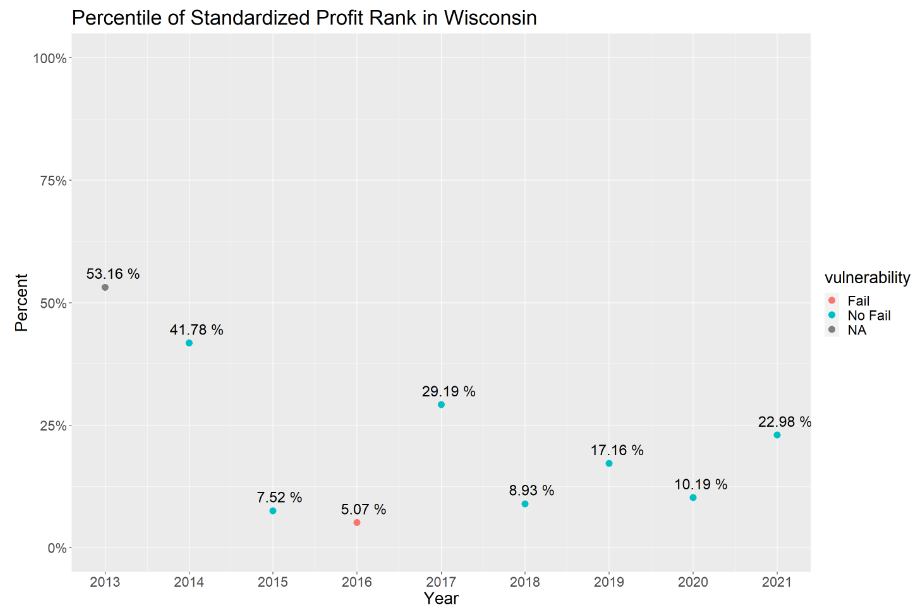 Percentile of Standardized Profit Rank in Wisconsin
100%
75%
50%
25%
0%
Percent
53.16 %
41.78 %
7.52 %
5.07 %
29.19 %
8.93 %
17.16 %
10.19 %
22.98 %
2013 2014 2015 2016 2017 2018 2019 2020 2021
Year
vulnerability
Fail
No Fail
NA